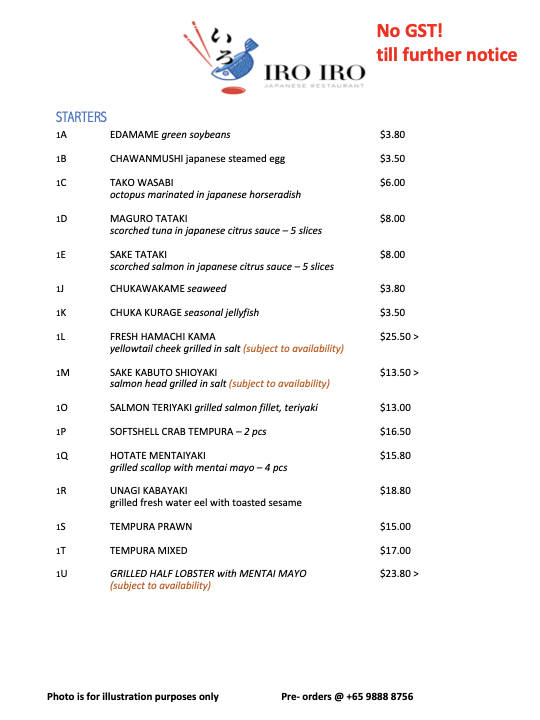 No GST!
till further notice
いろ
IRO IRO
JAPANESE RESTAURANT
STARTERS
1A EDAMAME green soybeans $3.80
1B CHAWANMUSHI japanese steamed egg $3.50
1C TAKO WASABI $6.00
octopus marinated in japanese horseradish
1D MAGURO TATAKI $8.00
scorched tuna in japanese citrus sauce – 5 slices
1E SAKE TATAKI $8.00
scorched salmon in japanese citrus sauce – 5 slices
1J CHUKAWAKAME seaweed $3.80
1K CHUKA KURAGE seasonal jellyfish $3.50
1L FRESH HAMACHI KAMA $25.50 >
yellowtail cheek grilled in salt (subject to availability)
1M SAKE KABUTO SHIOYAKI $13.50 >
salmon head grilled in salt (subject to availability)
1O SALMON TERIYAKI grilled salmon fillet, teriyaki $13.00
1P SOFTSHELL CRAB TEMPURA – 2 pcs $16.50
1Q HOTATE MENTAIYAKI $15.80
grilled scallop with mentai mayo – 4 pcs
1R UNAGI KABAYAKI $18.80
grilled fresh water eel with toasted sesame
1S TEMPURA PRAWN $15.00
1T TEMPURA MIXED $17.00
1U GRILLED HALF LOBSTER with MENTAI MAYO $23.80 >
(subject to availability)
Photo is for illustration purposes only Pre- orders @ +65 9888 8756